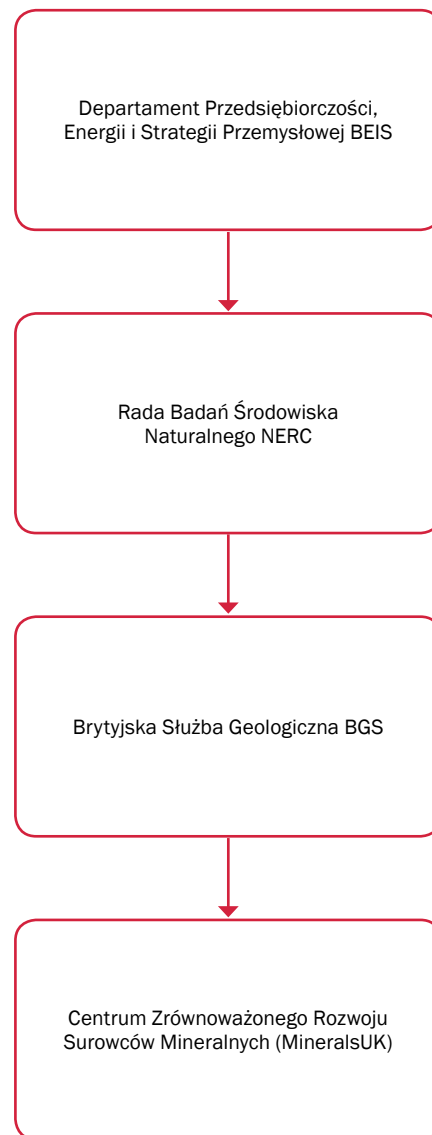 Departament Przedsiębiorczości,
Energii i Strategii Przemysłowej BEIS
Rada Badań Środowiska
Naturalnego NERC
Brytyjska Służba Geologiczna BGS
Centrum Zrównoważonego Rozwoju
Surowców Mineralnych (MineralsUK)